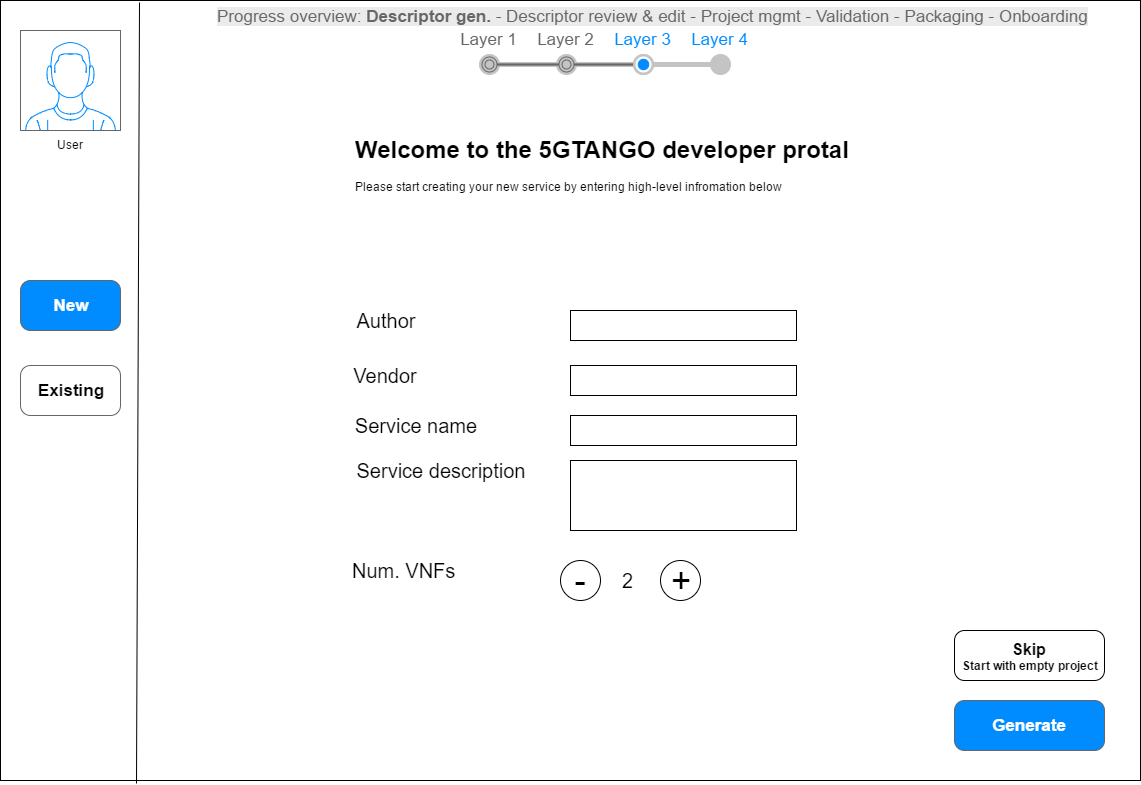 Progress overview: Descriptor gen. - Descriptor review & edit - Project mgmt - Validation - Packaging - Onboarding
Layer 1 Layer 2 Layer 3 Layer 4
User
Welcome to the 5GTANGO developer protal
Please start creating your new service by entering high-level infromation below
New
Existing
Author
Vendor
Service name
Service description
Num. VNFs - 2 +
Skip
Start with empty project
Generate